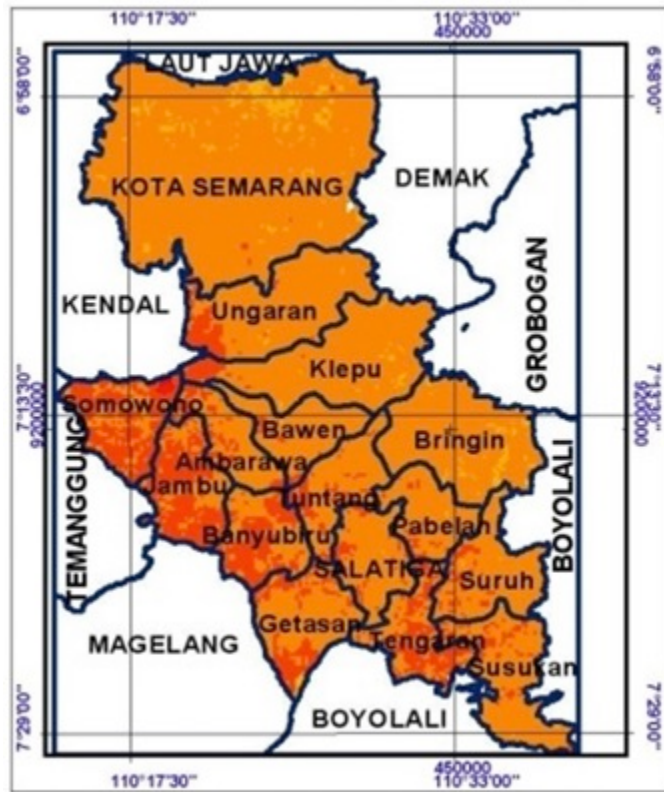 110°17'30"
110°33'00"
450000
6°58'00"
6°58'00"
LAUT JAWA
KOTA SEMARANG
DEMAK
GROBOGAN
KENDAL
Ungaran
Klepu
7°13'30"
9200000
7°13'30"
9200000
Somowono
Bawen
Bringin
Ambarawa
Jambu
Tuntang
TEMANGGUNG
Banyubiru
Pabelan
BOYOLALI
SALATIGA
Suruh
Getasan
Tengaran
MAGELANG
Susukan
BOYOLALI
7°29'00"
7°29'00"
450000
110°17'30"
110°33'00"